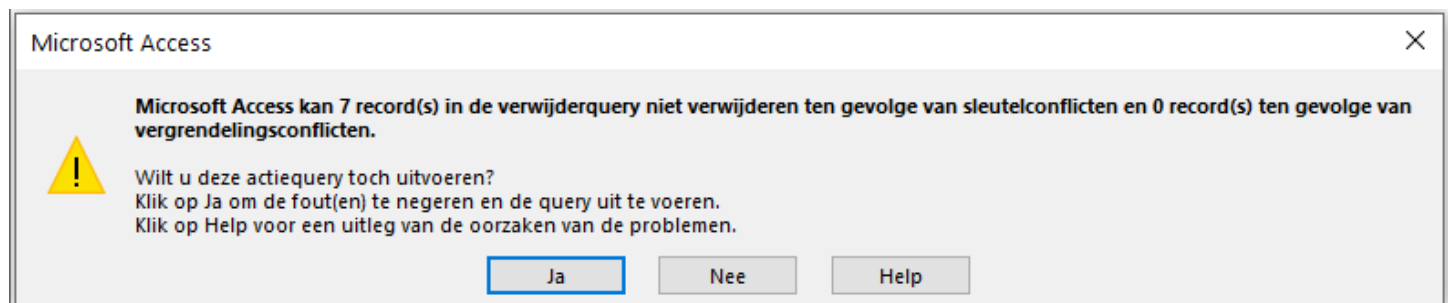 Microsoft Access
Microsoft Access kan 7 record(s) in de verwijderquery niet verwijderen ten gevolge van sleutelconflicten en 0 record(s) ten gevolge van
vergrendelingsconflicten.
Wilt u deze actiequery toch uitvoeren?
Klik op Ja om de fout(en) te negeren en de query uit te voeren.
Klik op Help voor een uitleg van de oorzaken van de problemen.
Ja Nee Help